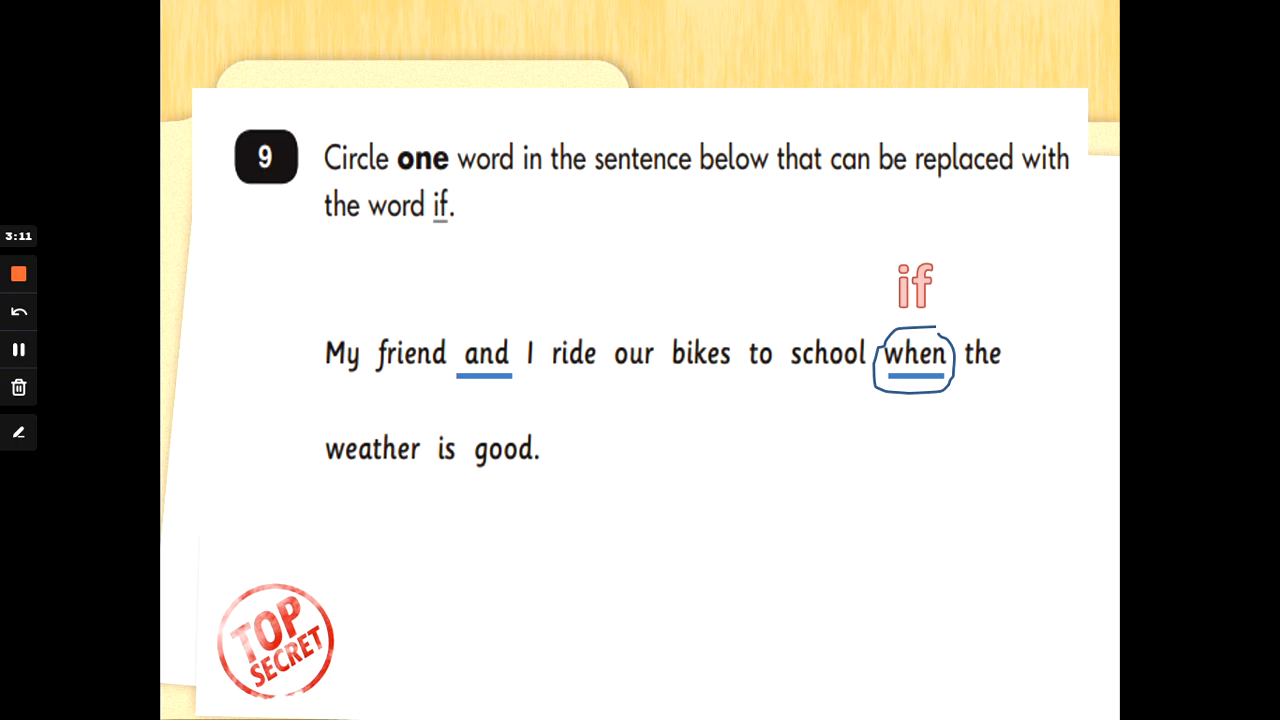 9
Circle one word in the sentence below that can be replaced with
the word if.
3:11
if
My friend and I ride our bikes to school when the
weather is good.
TOP
SECRET